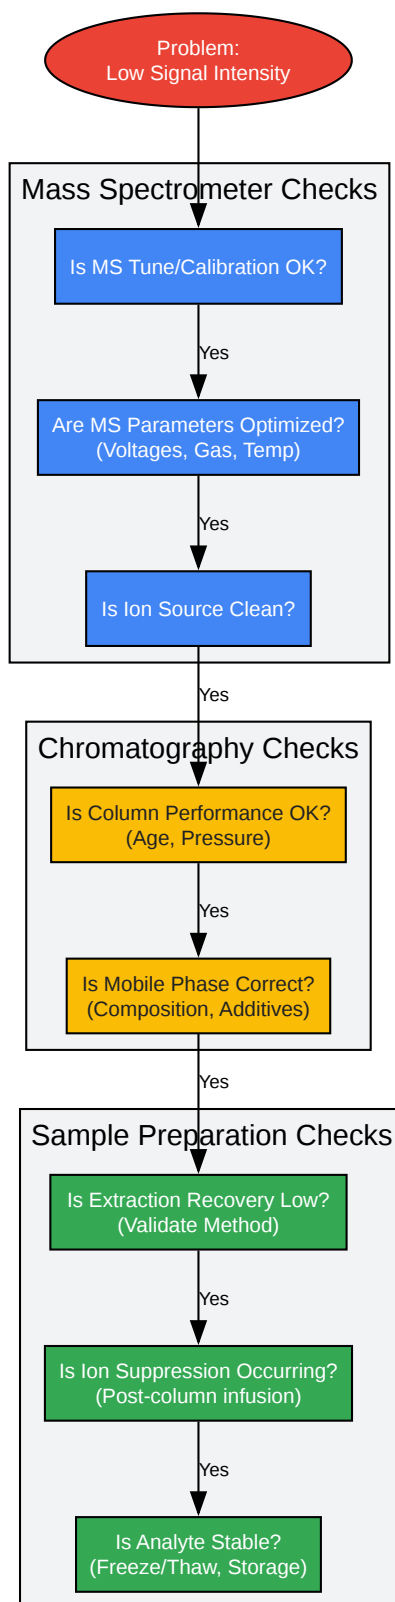 Problem:
Low Signal Intensity
Mass Spectrometer Checks
Is MS Tune/Calibration OK?
Yes
Are MS Parameters Optimized?
(Voltages, Gas, Temp)
Yes
Is Ion Source Clean?
Yes
Chromatography Checks
Is Column Performance OK?
(Age, Pressure)
Yes
Is Mobile Phase Correct?
(Composition, Additives)
Yes
Sample Preparation Checks
Is Extraction Recovery Low?
(Validate Method)
Yes
Is Ion Suppression Occurring?
(Post-column infusion)
Yes
Is Analyte Stable?
(Freeze/Thaw, Storage)